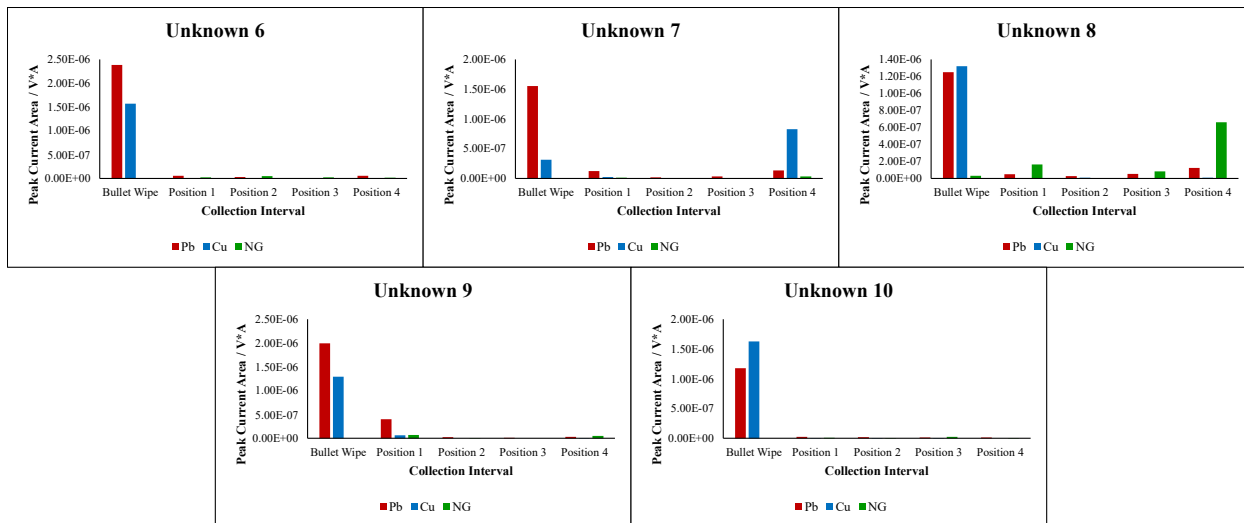 Unknown 6
Peak Current Area / V*A
2.50E-06
2.00E-06
1.50E-06
1.00E-06
5.00E-07
0.00E+00
Bullet Wipe Position 1 Position 2 Position 3 Position 4
Collection Interval
Pb Cu NG
Unknown 7
Peak Current Area / V*A
2.00E-06
1.50E-06
1.00E-06
5.00E-07
0.00E+00
Bullet Wipe Position 1 Position 2 Position 3 Position 4
Collection Interval
Pb Cu NG
Unknown 8
Peak Current Area / V*A
1.40E-06
1.20E-06
1.00E-06
8.00E-07
6.00E-07
4.00E-07
2.00E-07
0.00E+00
Bullet Wipe Position 1 Position 2 Position 3 Position 4
Collection Interval
Pb Cu NG
Unknown 9
Peak Current Area / V*A
2.50E-06
2.00E-06
1.50E-06
1.00E-06
5.00E-07
0.00E+00
Bullet Wipe Position 1 Position 2 Position 3 Position 4
Collection Interval
Pb Cu NG
Unknown 10
Peak Current Area / V*A
2.00E-06
1.50E-06
1.00E-06
5.00E-07
0.00E+00
Bullet Wipe Position 1 Position 2 Position 3 Position 4
Collection Interval
Pb Cu NG